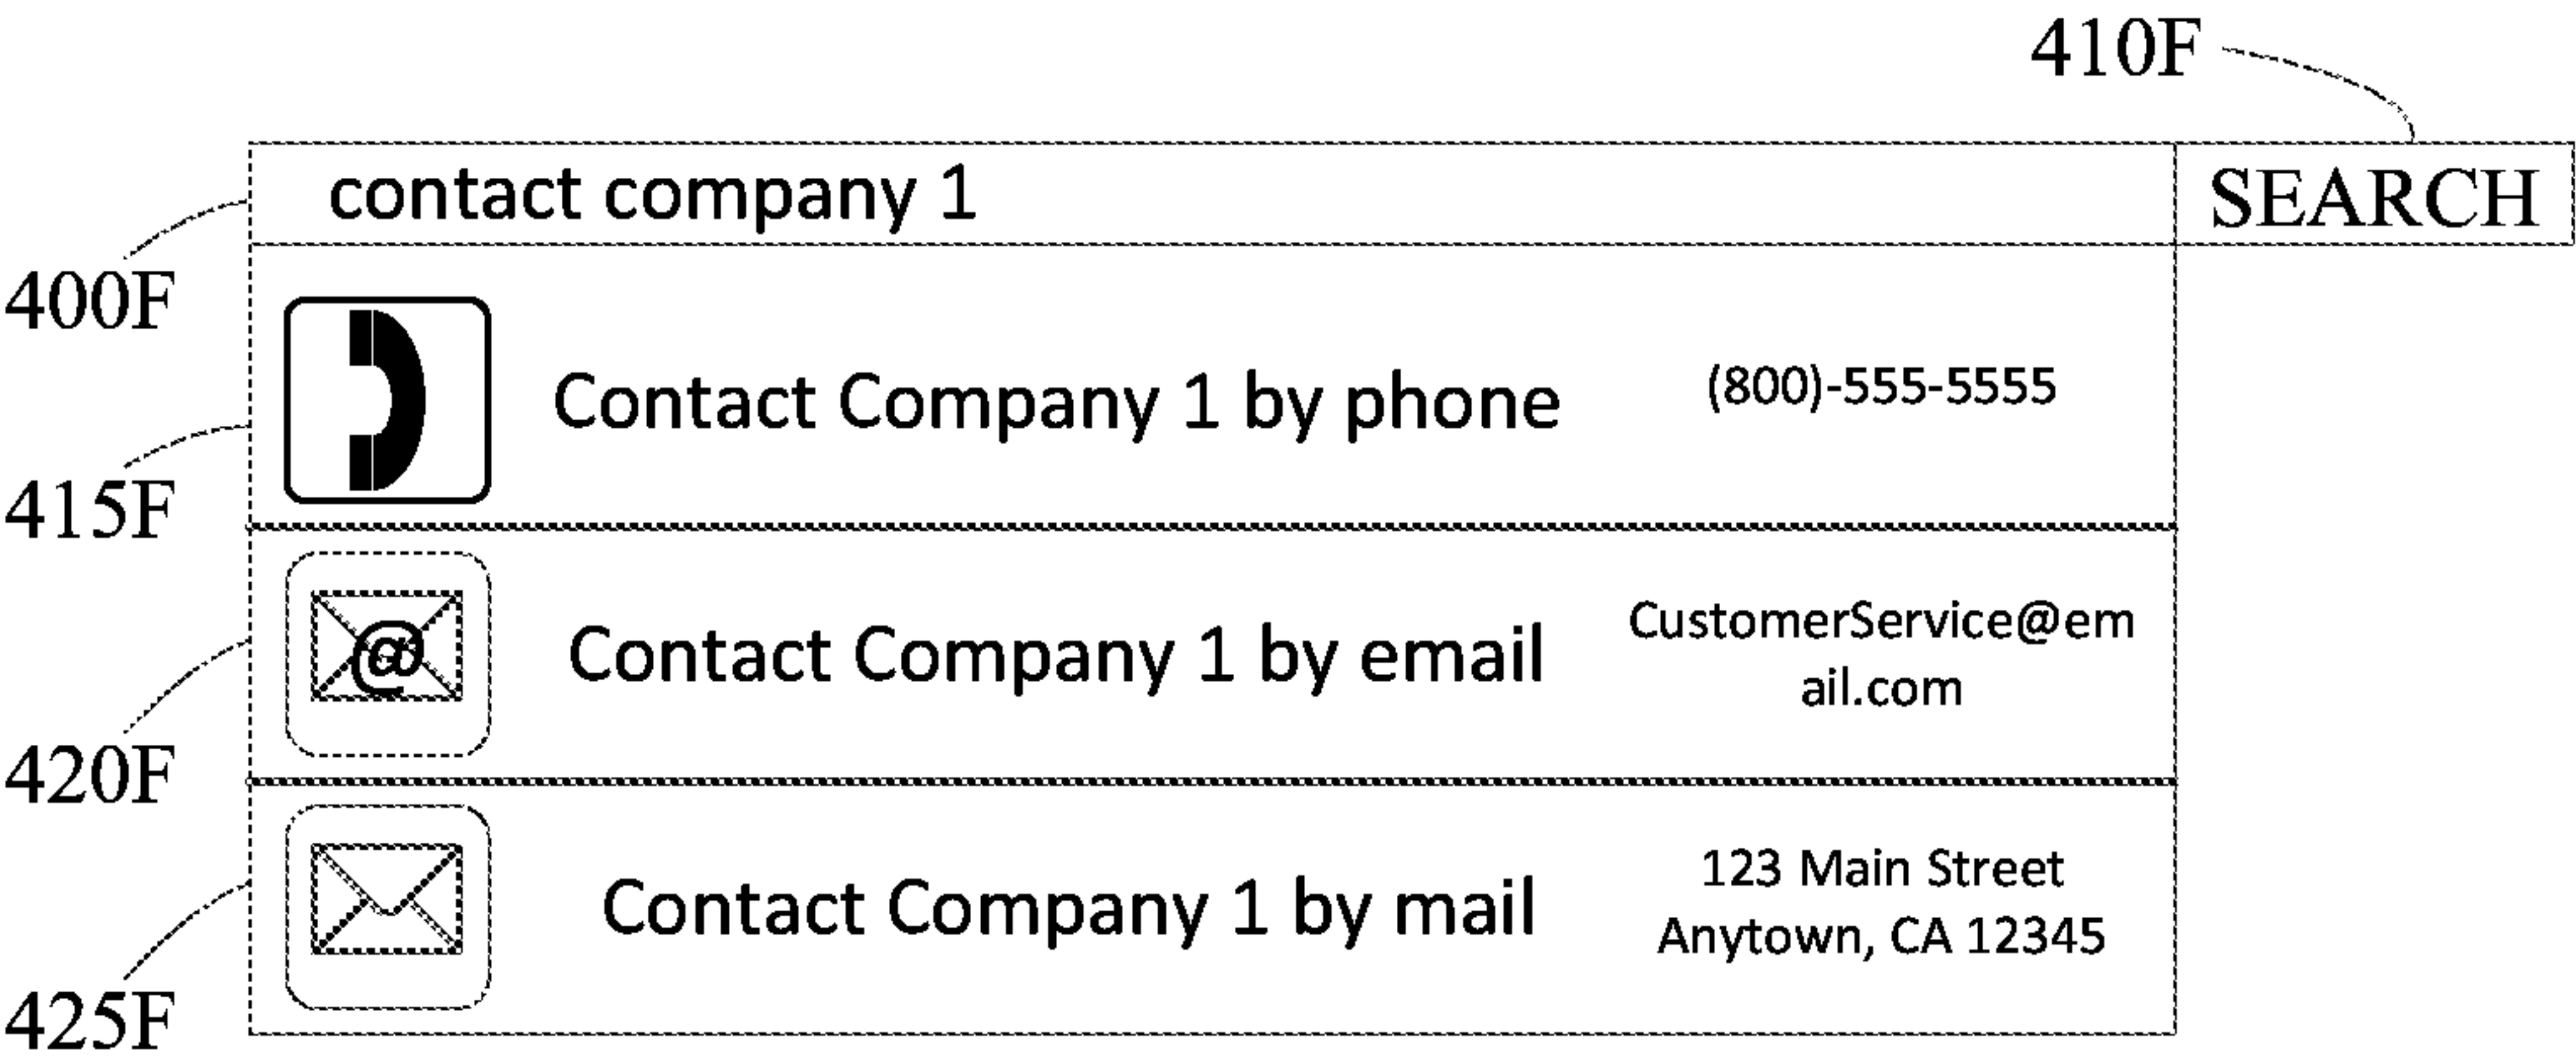 410F
contact company 1
SEARCH
400F
Contact Company 1 by phone
(800)-555-5555
415F
@
Contact Company 1 by email
CustomerService@em
ail.com
420F
Contact Company 1 by mail
123 Main Street
Anytown, CA 12345
425F